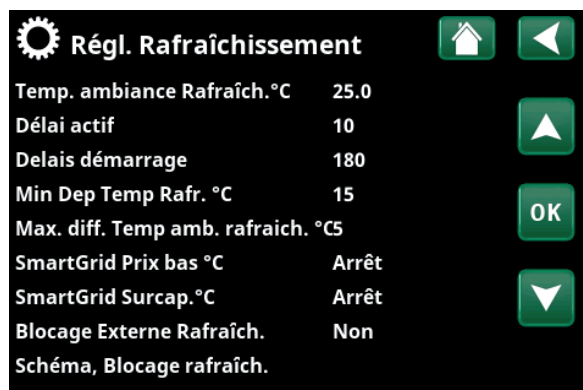 Régl. Rafraîchissement
Temp. ambiance Rafraîch.°C 25.0
Délai actif 10
Delais démarrage 180
Min Dep Temp Rafr. °C 15
Max. diff. Temp amb. rafraich. °C5
OK
SmartGrid Prix bas °C Arrêt
SmartGrid Surcap.°C Arrêt
Blocage Externe Rafraîch. Non
Schéma, Blocage rafraîch.